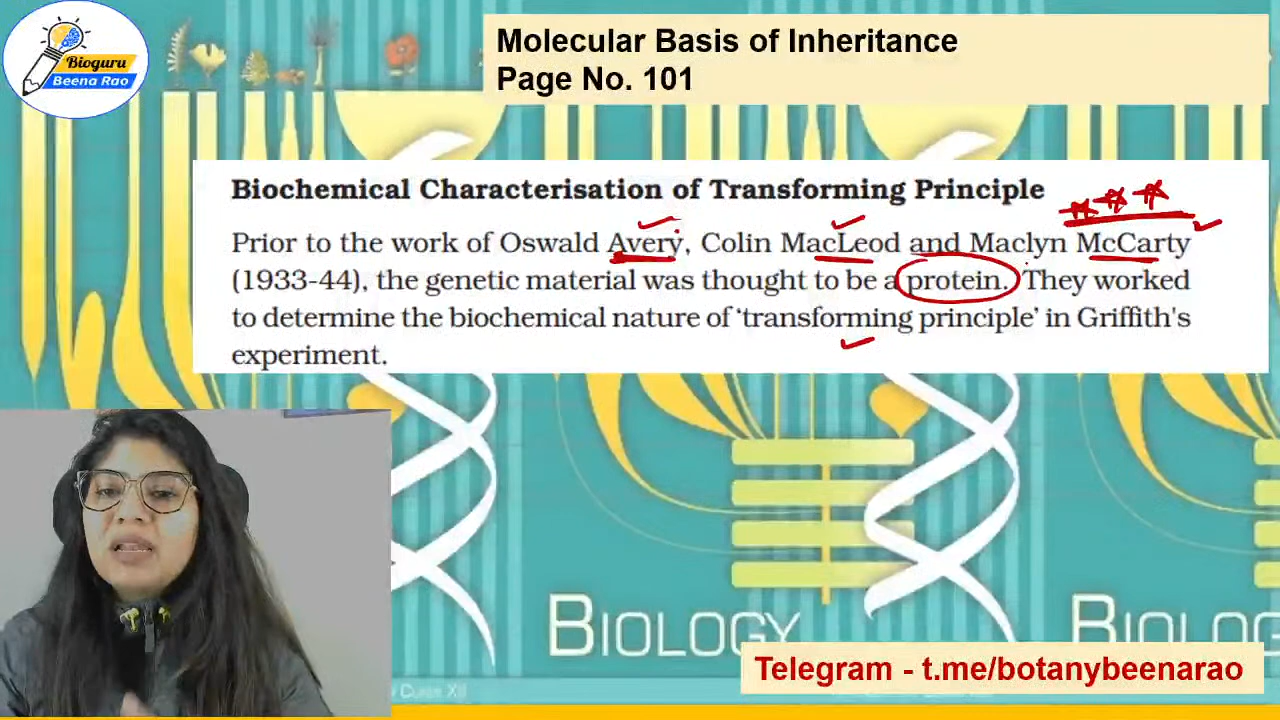 Bioguru
Beena Rao
Molecular Basis of Inheritance
Page No. 101
Biochemical Characterisation of Transforming Principle
Prior to the work of Oswald Avery, Colin MacLeod and Maclyn McCarty
(1933-44), the genetic material was thought to be a protein. They worked
to determine the biochemical nature of ‘transforming principle’ in Griffith's
experiment.
BIOLOGY
BIOLOG
Telegram - t.me/botanybeenarao
Class XII